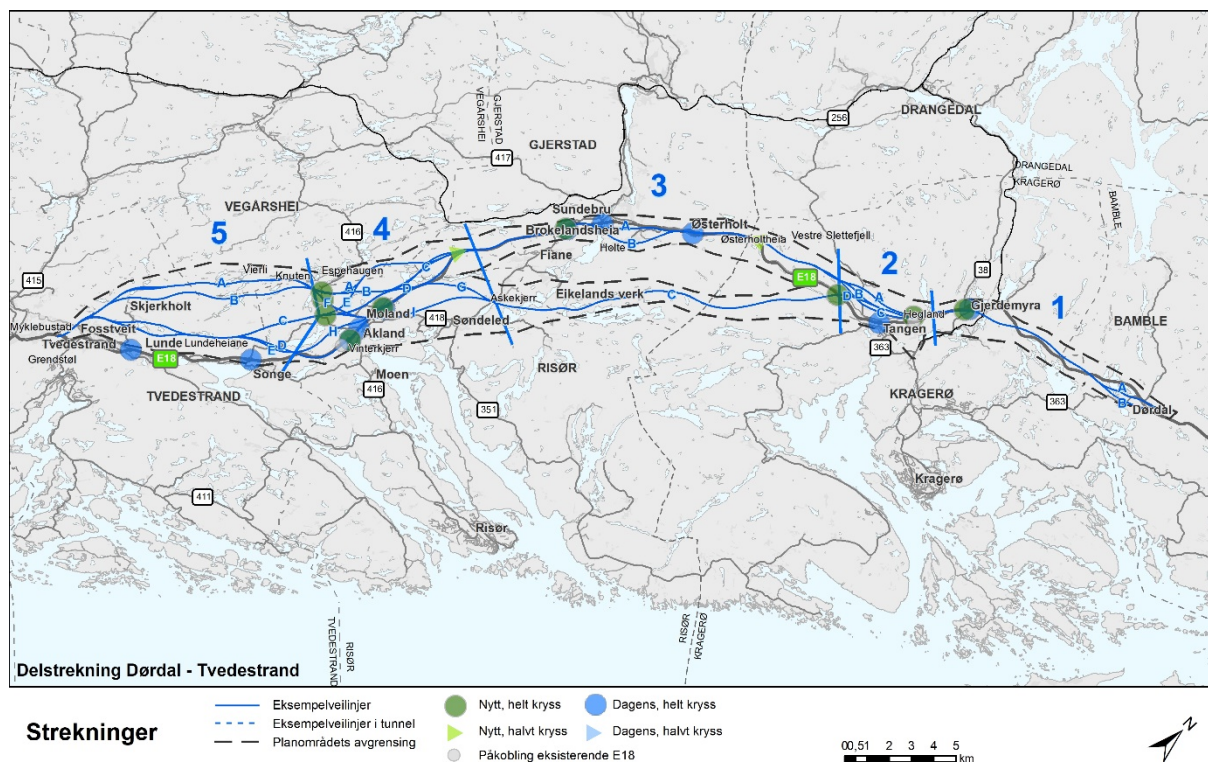 DRANGEDAL
256
GJERSTAD
VEGÅRSHEI
GJERSTAD
417
3
DRANGEDAL
KRAGERØ
BAMBLE
VEGÅRSHEI
416
5
4
Sundebru
A
Brokelandsheia
Østerholt
B
Holte
Fiane
Østerholtheia
Vestre Slettefjell
2
38
415
Vierli
Knuten
Espehaugen
C
A
B
A
B
E
D
G
Askekjerr
Eikelands verk
C
E18
D
B
A
C
Hegland
Gjerdemyra
1
BAMBLE
Skjerkholt
F
Møland
I
418
Søndeled
Tangen
Myklebustad
Fosstveit
C
H
Akland
Tvedestrand
Lunde
Lundeheiane
D
E
Vinterkjerr
Grendstøl
E18
Songe
416
Moen
RISØR
363
KRAGERØ
363
A
B
Dørdal
TVEDESTRAND
351
411
Risør
Kragerø
TVEDESTRAND
RISØR
RISØR
KRAGERØ
Delstrekning Dørdal - Tvedestrand
Strekninger
Eksempelveilinjer
Eksempelveilinjer i tunnel
Planområdets avgrensing
Nytt, helt kryss
Dagens, helt kryss
Nytt, halvt kryss
Dagens, halvt kryss
Påkobling eksisterende E18
0 0,5 1 2 3 4 5
km
N